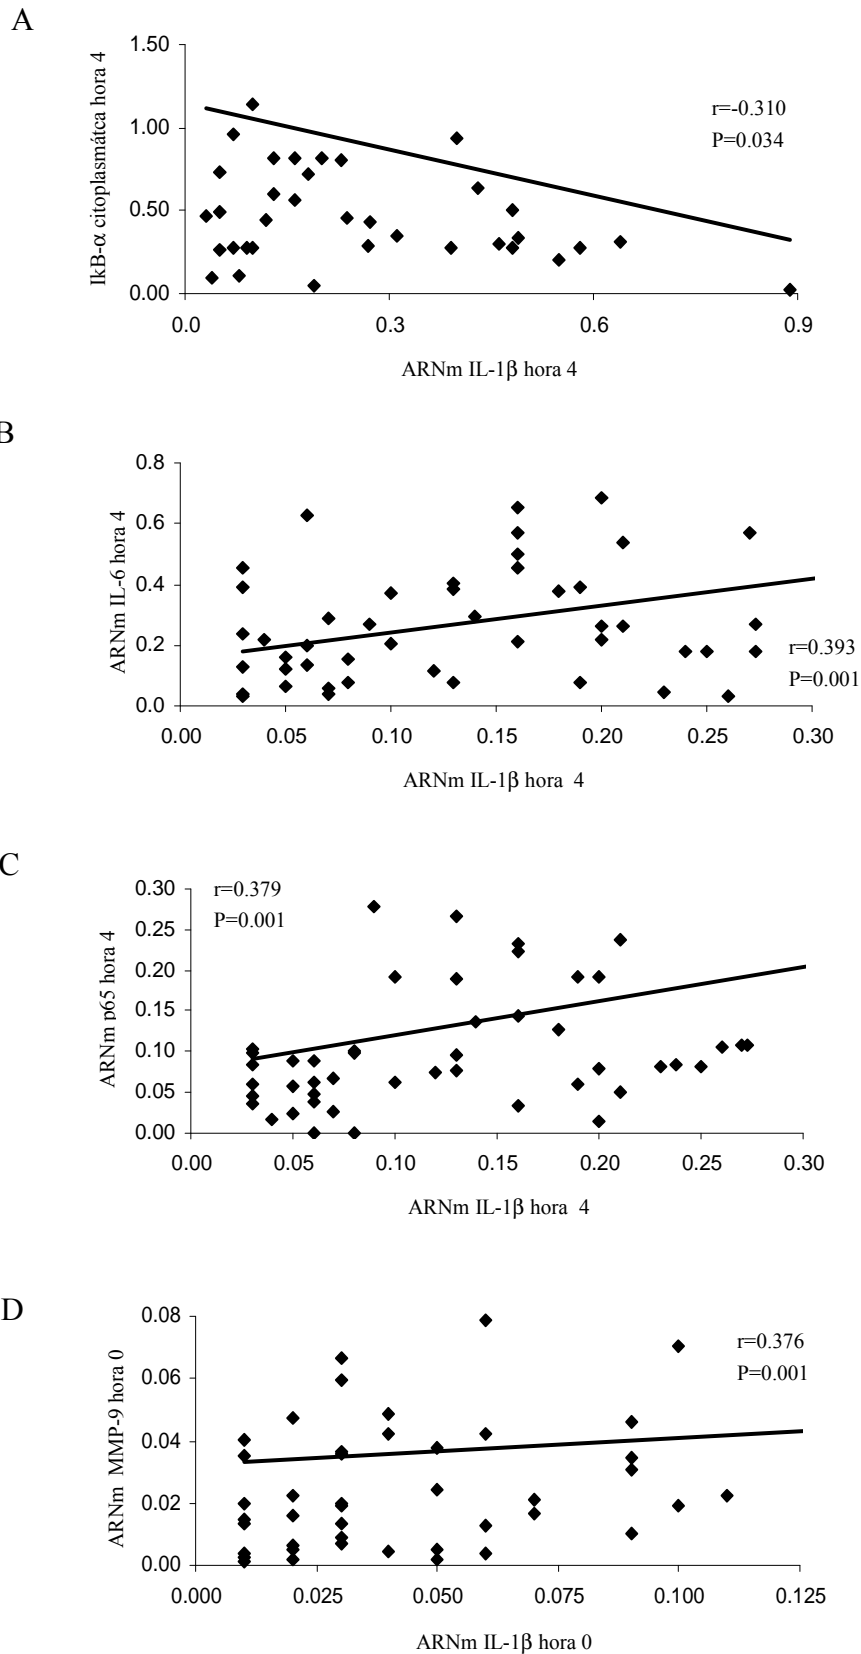 A
1.50
1.00
0.50
0.00
IkB-α citoplasmátca hora 4
r=-0.310
P=0.034
0.0 0.3 0.6 0.9
ARNm IL-1β hora 4
B
0.8
0.6
0.4
0.2
0.0
ARNm IL-6 hora 4
r=0.393
P=0.001
0.00 0.05 0.10 0.15 0.20 0.25 0.30
ARNm IL-1β hora 4
C
0.30
0.25
0.20
0.15
0.10
0.05
0.00
ARNm p65 hora 4
r=0.379
P=0.001
0.00 0.05 0.10 0.15 0.20 0.25 0.30
ARNm IL-1β hora 4
D
0.08
0.06
0.04
0.02
0.00
ARNm MMP-9 hora 0
r=0.376
P=0.001
0.000 0.025 0.050 0.075 0.100 0.125
ARNm IL-1β hora 0